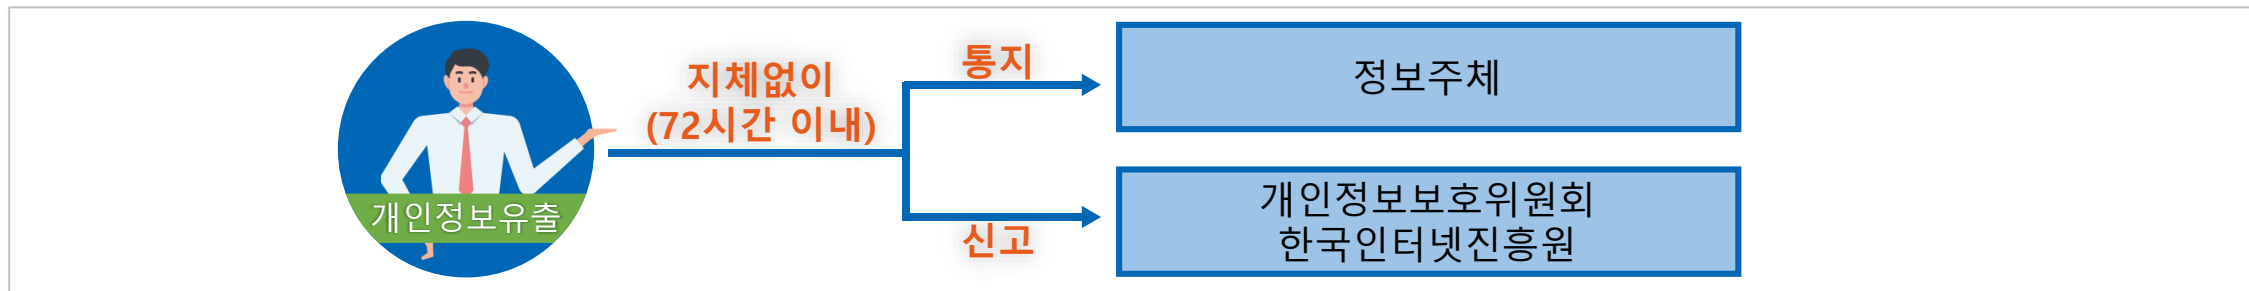 개인정보유출
지체없이
(72시간 이내)
통지
정보주체
신고
개인정보보호위원회
한국인터넷진흥원